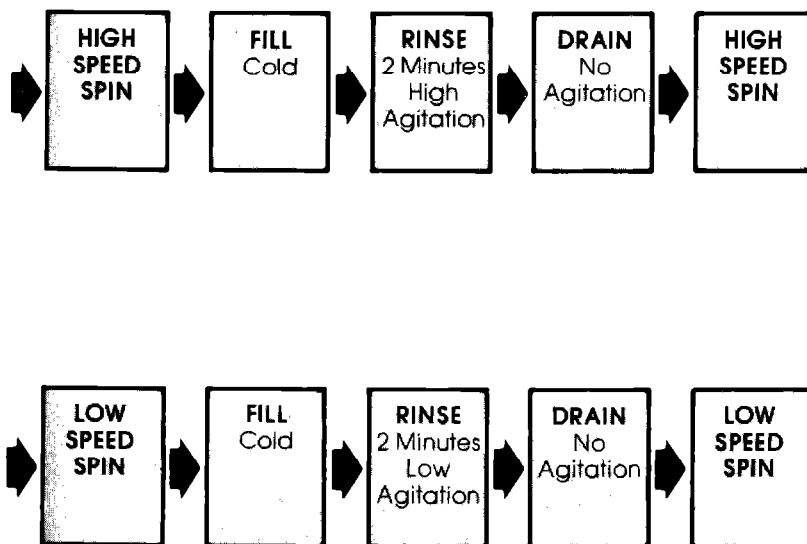 HIGH
SPEED
SPIN
FILL
Cold
RINSE
2 Minutes
High
Agitation
DRAIN
No
Agitation
HIGH
SPEED
SPIN
LOW
SPEED
SPIN
FILL
Cold
RINSE
2 Minutes
Low
Agitation
DRAIN
No
Agitation
LOW
SPEED
SPIN